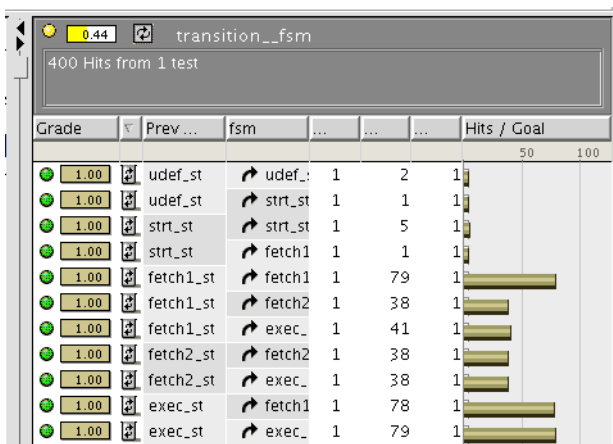 0.44 transition__fsm
400 Hits from 1 test
Grade Prev ... fsm ... ... ... Hits / Goal
50 100
1.00 udef_st udef_s 1 2 1
1.00 udef_st strt_st 1 1 1
1.00 strt_st strt_st 1 5 1
1.00 strt_st fetch1 1 1 1
1.00 fetch1_st fetch1 1 79 1
1.00 fetch1_st fetch2 1 38 1
1.00 fetch1_st exec_ 1 41 1
1.00 fetch2_st fetch2 1 38 1
1.00 fetch2_st exec_ 1 38 1
1.00 exec_st fetch1 1 78 1
1.00 exec_st exec_ 1 79 1